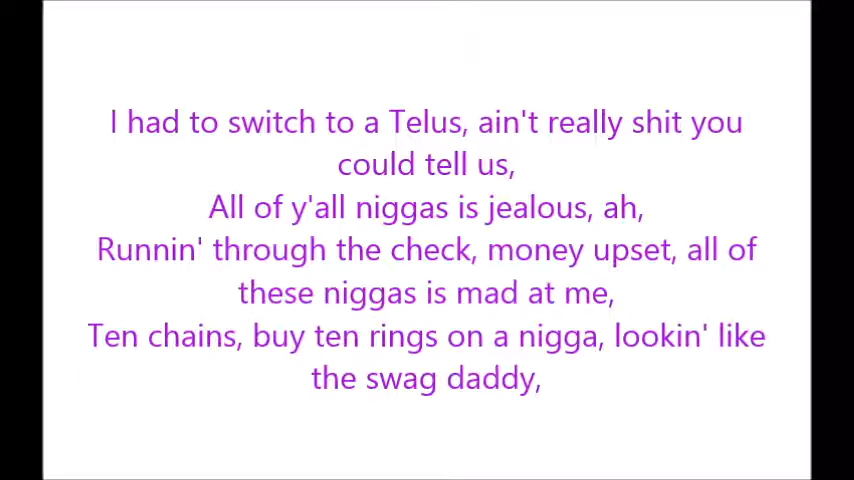 I had to switch to a Telus, ain't really shit you
could tell us,
All of y'all niggas is jealous, ah,
Runnin' through the check, money upset, all of
these niggas is mad at me,
Ten chains, buy ten rings on a nigga, lookin' like
the swag daddy,